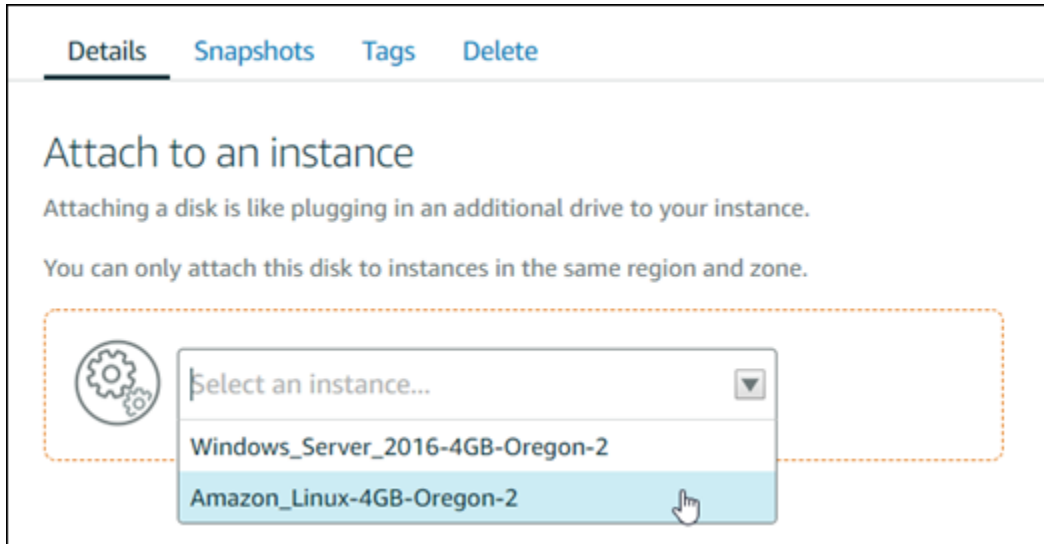 Details Snapshots Tags Delete
Attach to an instance
Attaching a disk is like plugging in an additional drive to your instance.
You can only attach this disk to instances in the same region and zone.
Select an instance...
Windows_Server_2016-4GB-Oregon-2
Amazon_Linux-4GB-Oregon-2